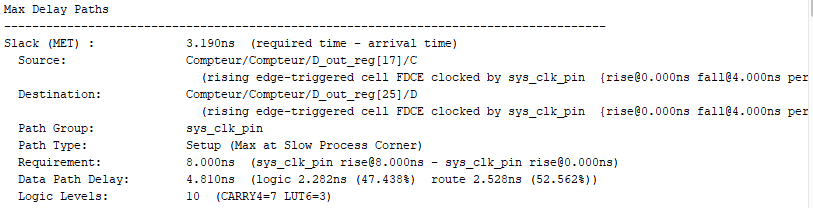 Max Delay Paths
--------------------------------------------------------------------------------------
Slack (MET) :             3.190ns  (required time - arrival time)
  Source:                 Compteur/Compteur/D_out_reg[17]/C
                            (rising edge-triggered cell FDCE clocked by sys_clk_pin  {rise@0.000ns fall@4.000ns per
  Destination:            Compteur/Compteur/D_out_reg[25]/D
                            (rising edge-triggered cell FDCE clocked by sys_clk_pin  {rise@0.000ns fall@4.000ns per
  Path Group:             sys_clk_pin
  Path Type:              Setup (Max at Slow Process Corner)
  Requirement:            8.000ns  (sys_clk_pin rise@8.000ns - sys_clk_pin rise@0.000ns)
  Data Path Delay:        4.810ns  (logic 2.282ns (47.438%)  route 2.528ns (52.562%))
  Logic Levels:           10  (CARRY4=7 LUT6=3)